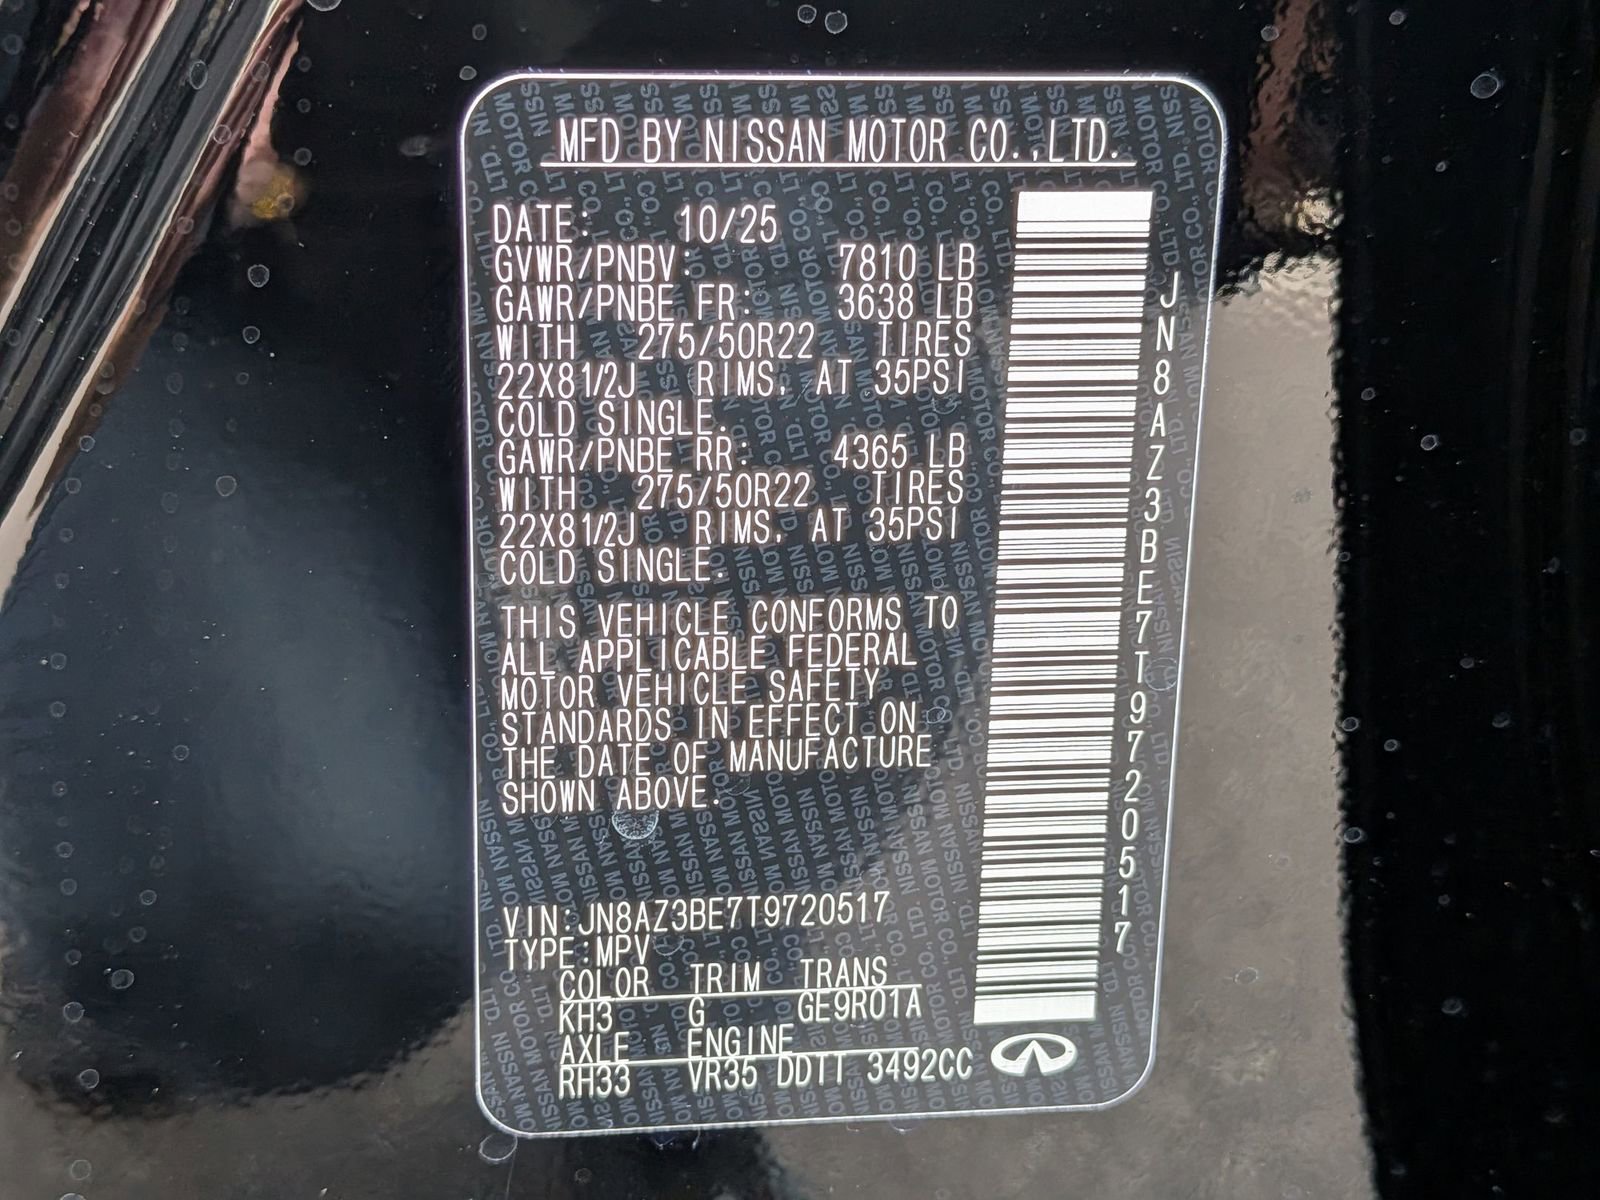 MFD BY NISSAN MOTOR CO.,LTD.
DATE: 10/25
GVWR/PNBV: 7810 LB
GAWR/PNBE FR: 3638 LB
WITH 275/50R22 TIRES
22X81/2J RIMS, AT 35PSI
COLD SINGLE.
GAWR/PNBE RR: 4365 LB
WITH 275/50R22 TIRES
22X81/2J RIMS, AT 35PSI
COLD SINGLE.
THIS VEHICLE CONFORMS TO
ALL APPLICABLE FEDERAL
MOTOR VEHICLE SAFETY
STANDARDS IN EFFECT ON
THE DATE OF MANUFACTURE
SHOWN ABOVE.
VIN:JN8AZ3BE7T9720517
TYPE:MPV
COLOR TRIM TRANS
KH3 G GE9R01A
AXLE ENGINE
RH33 VR35 DDTT 3492CC
JN8AZ3BE7T9720517